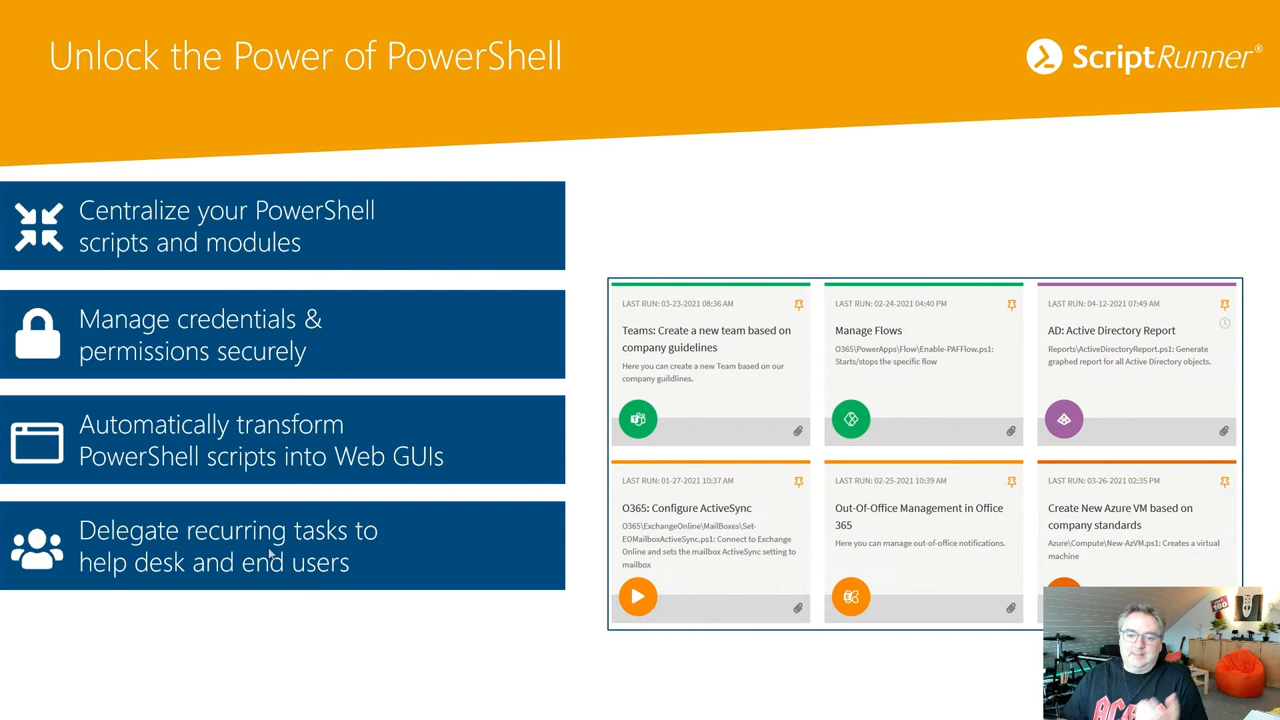 Unlock the Power of PowerShell
ScriptRunner®
Centralize your PowerShell
scripts and modules
Manage credentials &
permissions securely
Automatically transform
PowerShell scripts into Web GUIs
Delegate recurring tasks to
help desk and end users
LAST RUN: 03-23-2021 08:36 AM
Teams: Create a new team based on
company guidelines
Here you can create a new Team based on our
company guildlines.
LAST RUN: 02-24-2021 04:40 PM
Manage Flows
O365\PowerApps\Flow\Enable-PAFFlow.ps1:
Starts/stops the specific flow
LAST RUN: 04-12-2021 07:49 AM
AD: Active Directory Report
Reports\ActiveDirectoryReport.ps1: Generate
graphed report for all Active Directory objects.
LAST RUN: 01-27-2021 10:37 AM
O365: Configure ActiveSync
O365\ExchangeOnline\MailBoxes\Set-
EOMailboxActiveSync.ps1: Connect to Exchange
Online and sets the mailbox ActiveSync setting to
mailbox
LAST RUN: 02-25-2021 10:39 AM
Out-Of-Office Management in Office
365
Here you can manage out-of-office notifications.
LAST RUN: 03-26-2021 02:35 PM
Create New Azure VM based on
company standards
Azure\Compute\New-AzVM.ps1: Creates a virtual
machine